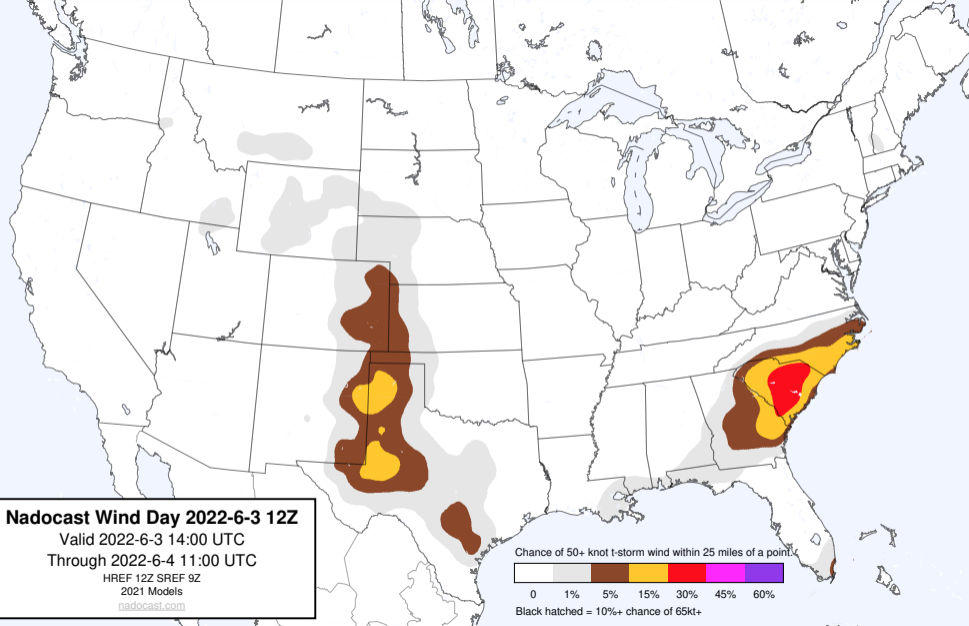 Nadocast Wind Day 2022-6-3 12Z
Valid 2022-6-3 14:00 UTC
Through 2022-6-4 11:00 UTC
HREF 12Z SREF 9Z
2021 Models
nadocast.com
Chance of 50+ knot t-storm wind within 25 miles of a point.
0 1% 5% 15% 30% 45% 60%
Black hatched = 10%+ chance of 65kt+